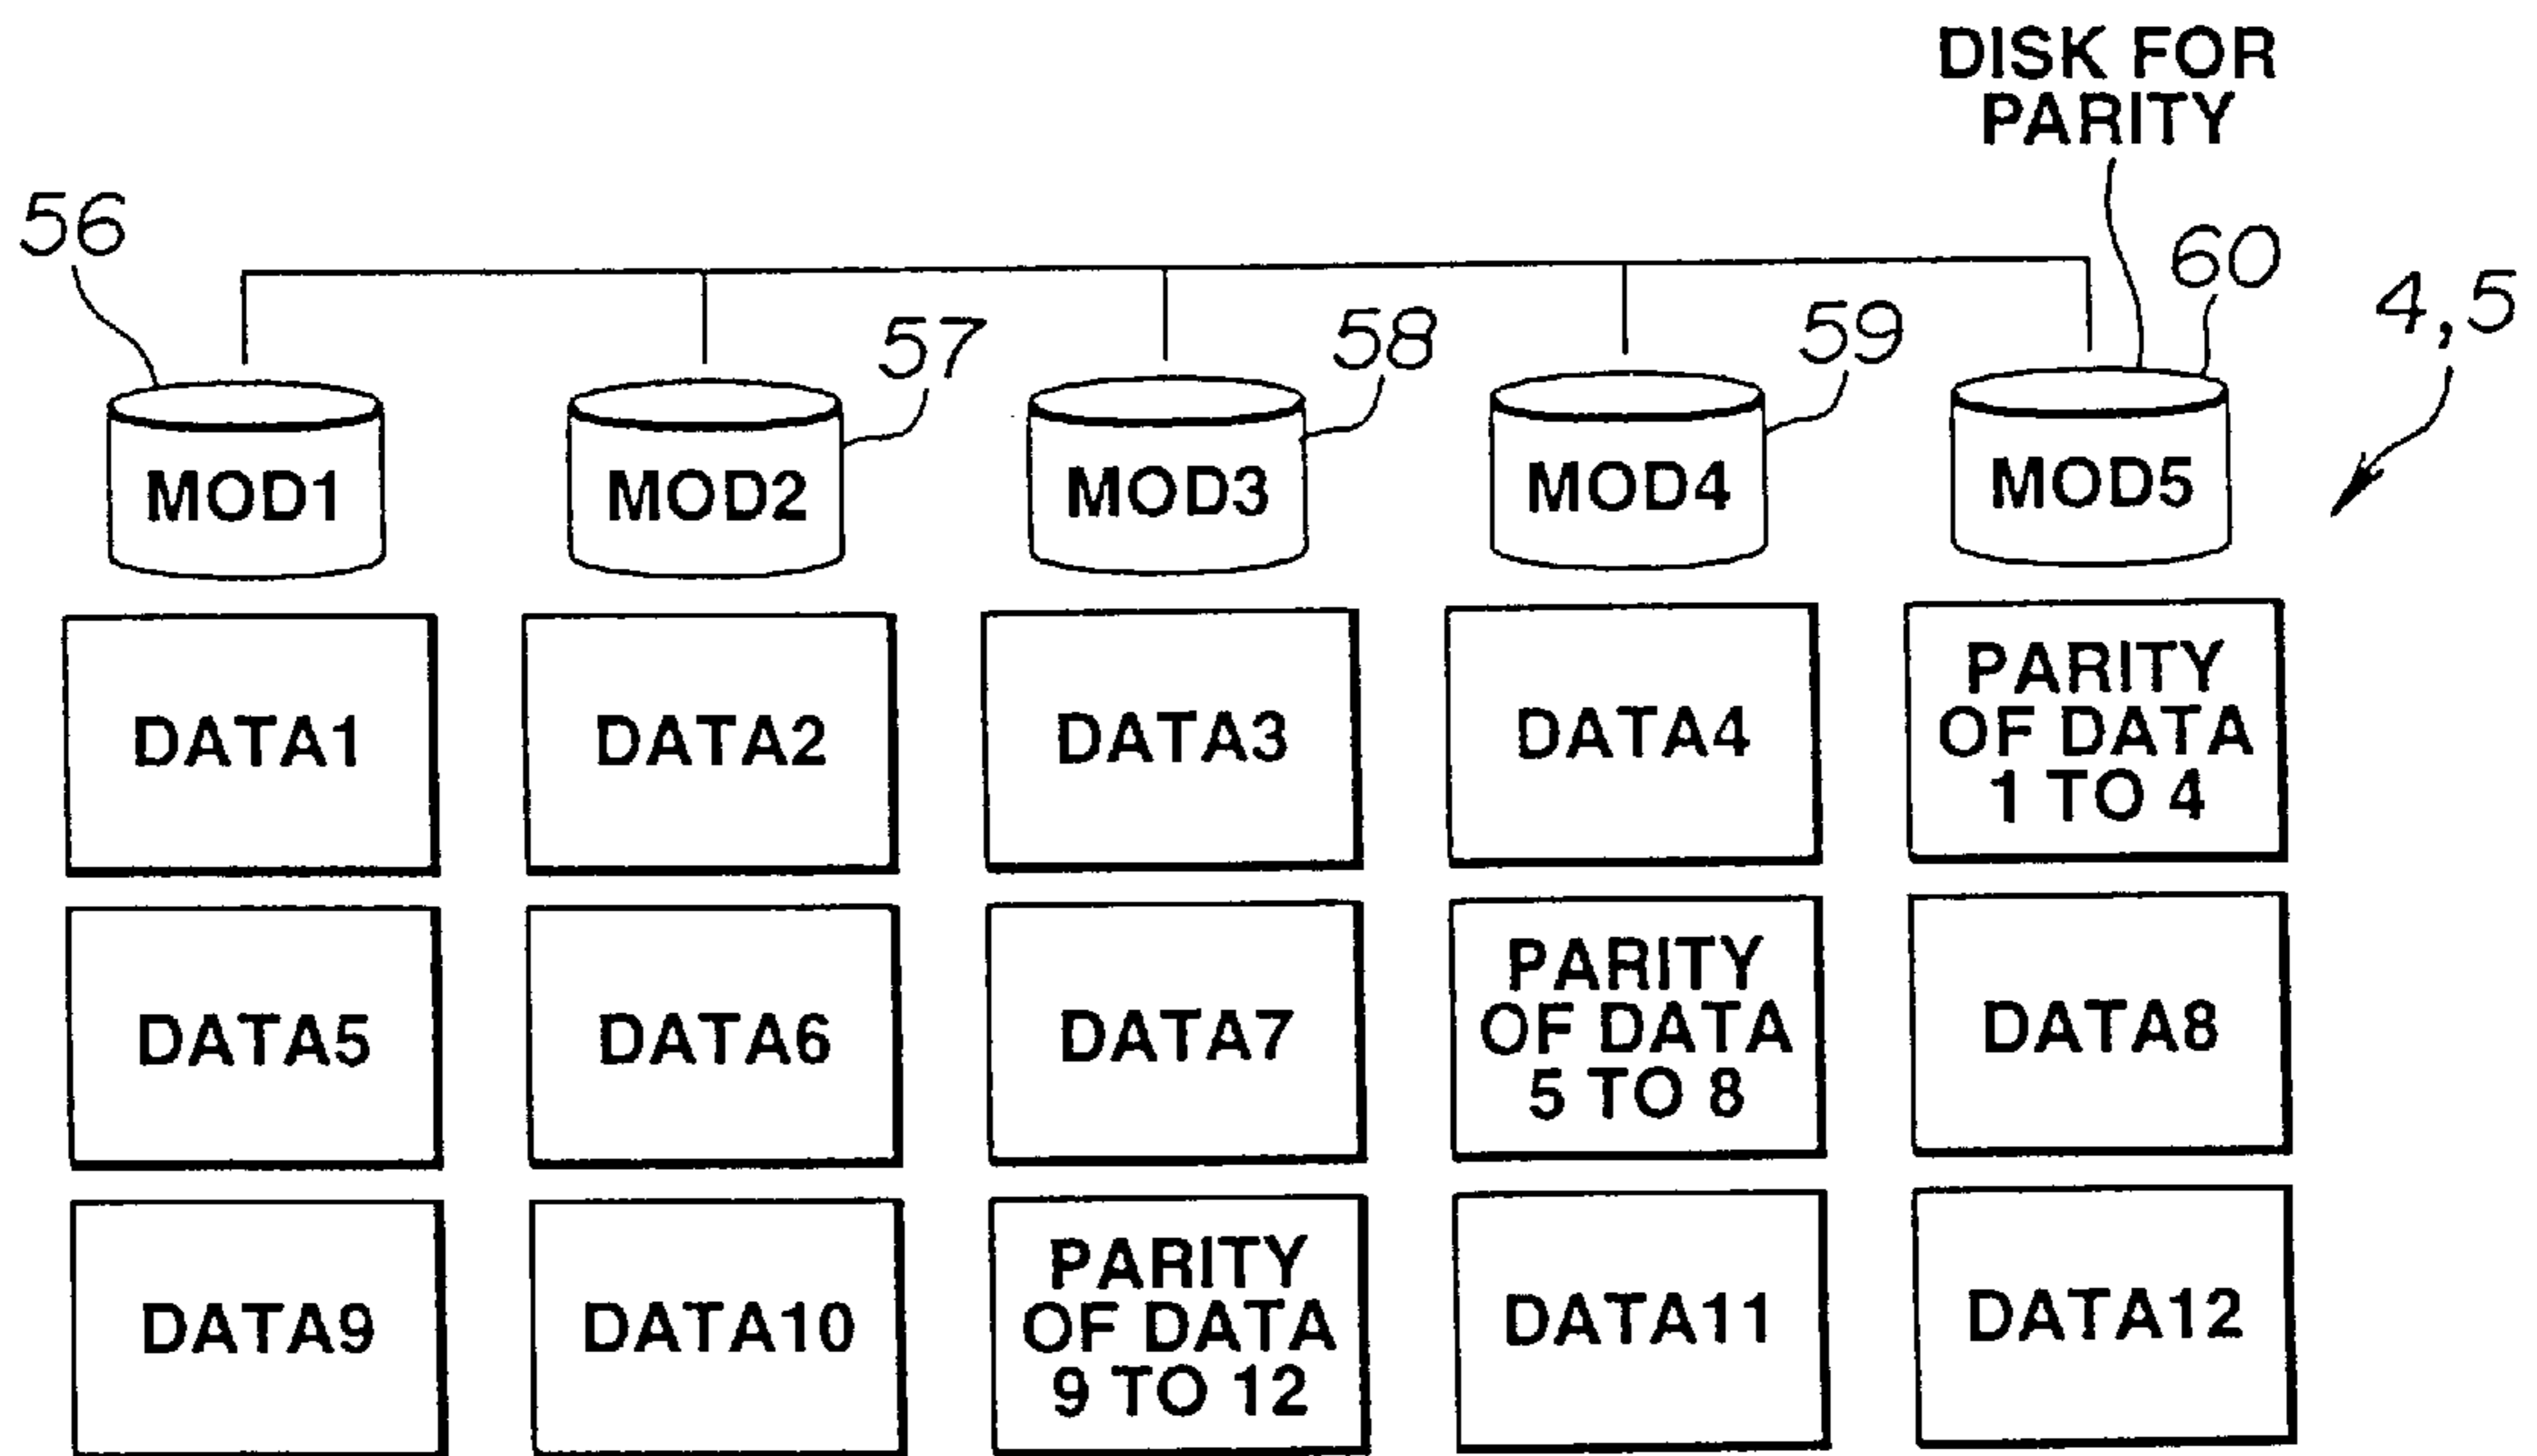 DISK FOR
PARITY
56
57
58
59
60
4,5
MOD1
MOD2
MOD3
MOD4
MOD5
DATA1
DATA2
DATA3
DATA4
PARITY
OF DATA
1 TO 4
DATA5
DATA6
DATA7
PARITY
OF DATA
5 TO 8
DATA8
DATA9
DATA10
PARITY
OF DATA
9 TO 12
DATA11
DATA12